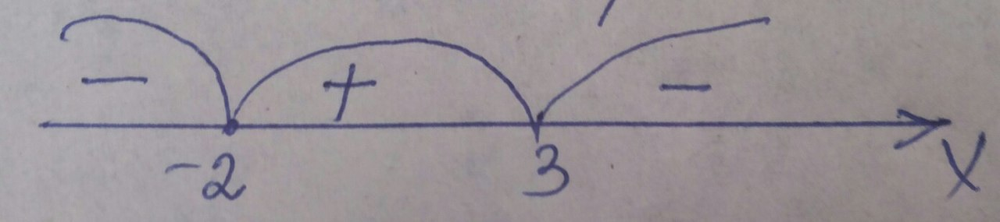 − + −
-2 3 X